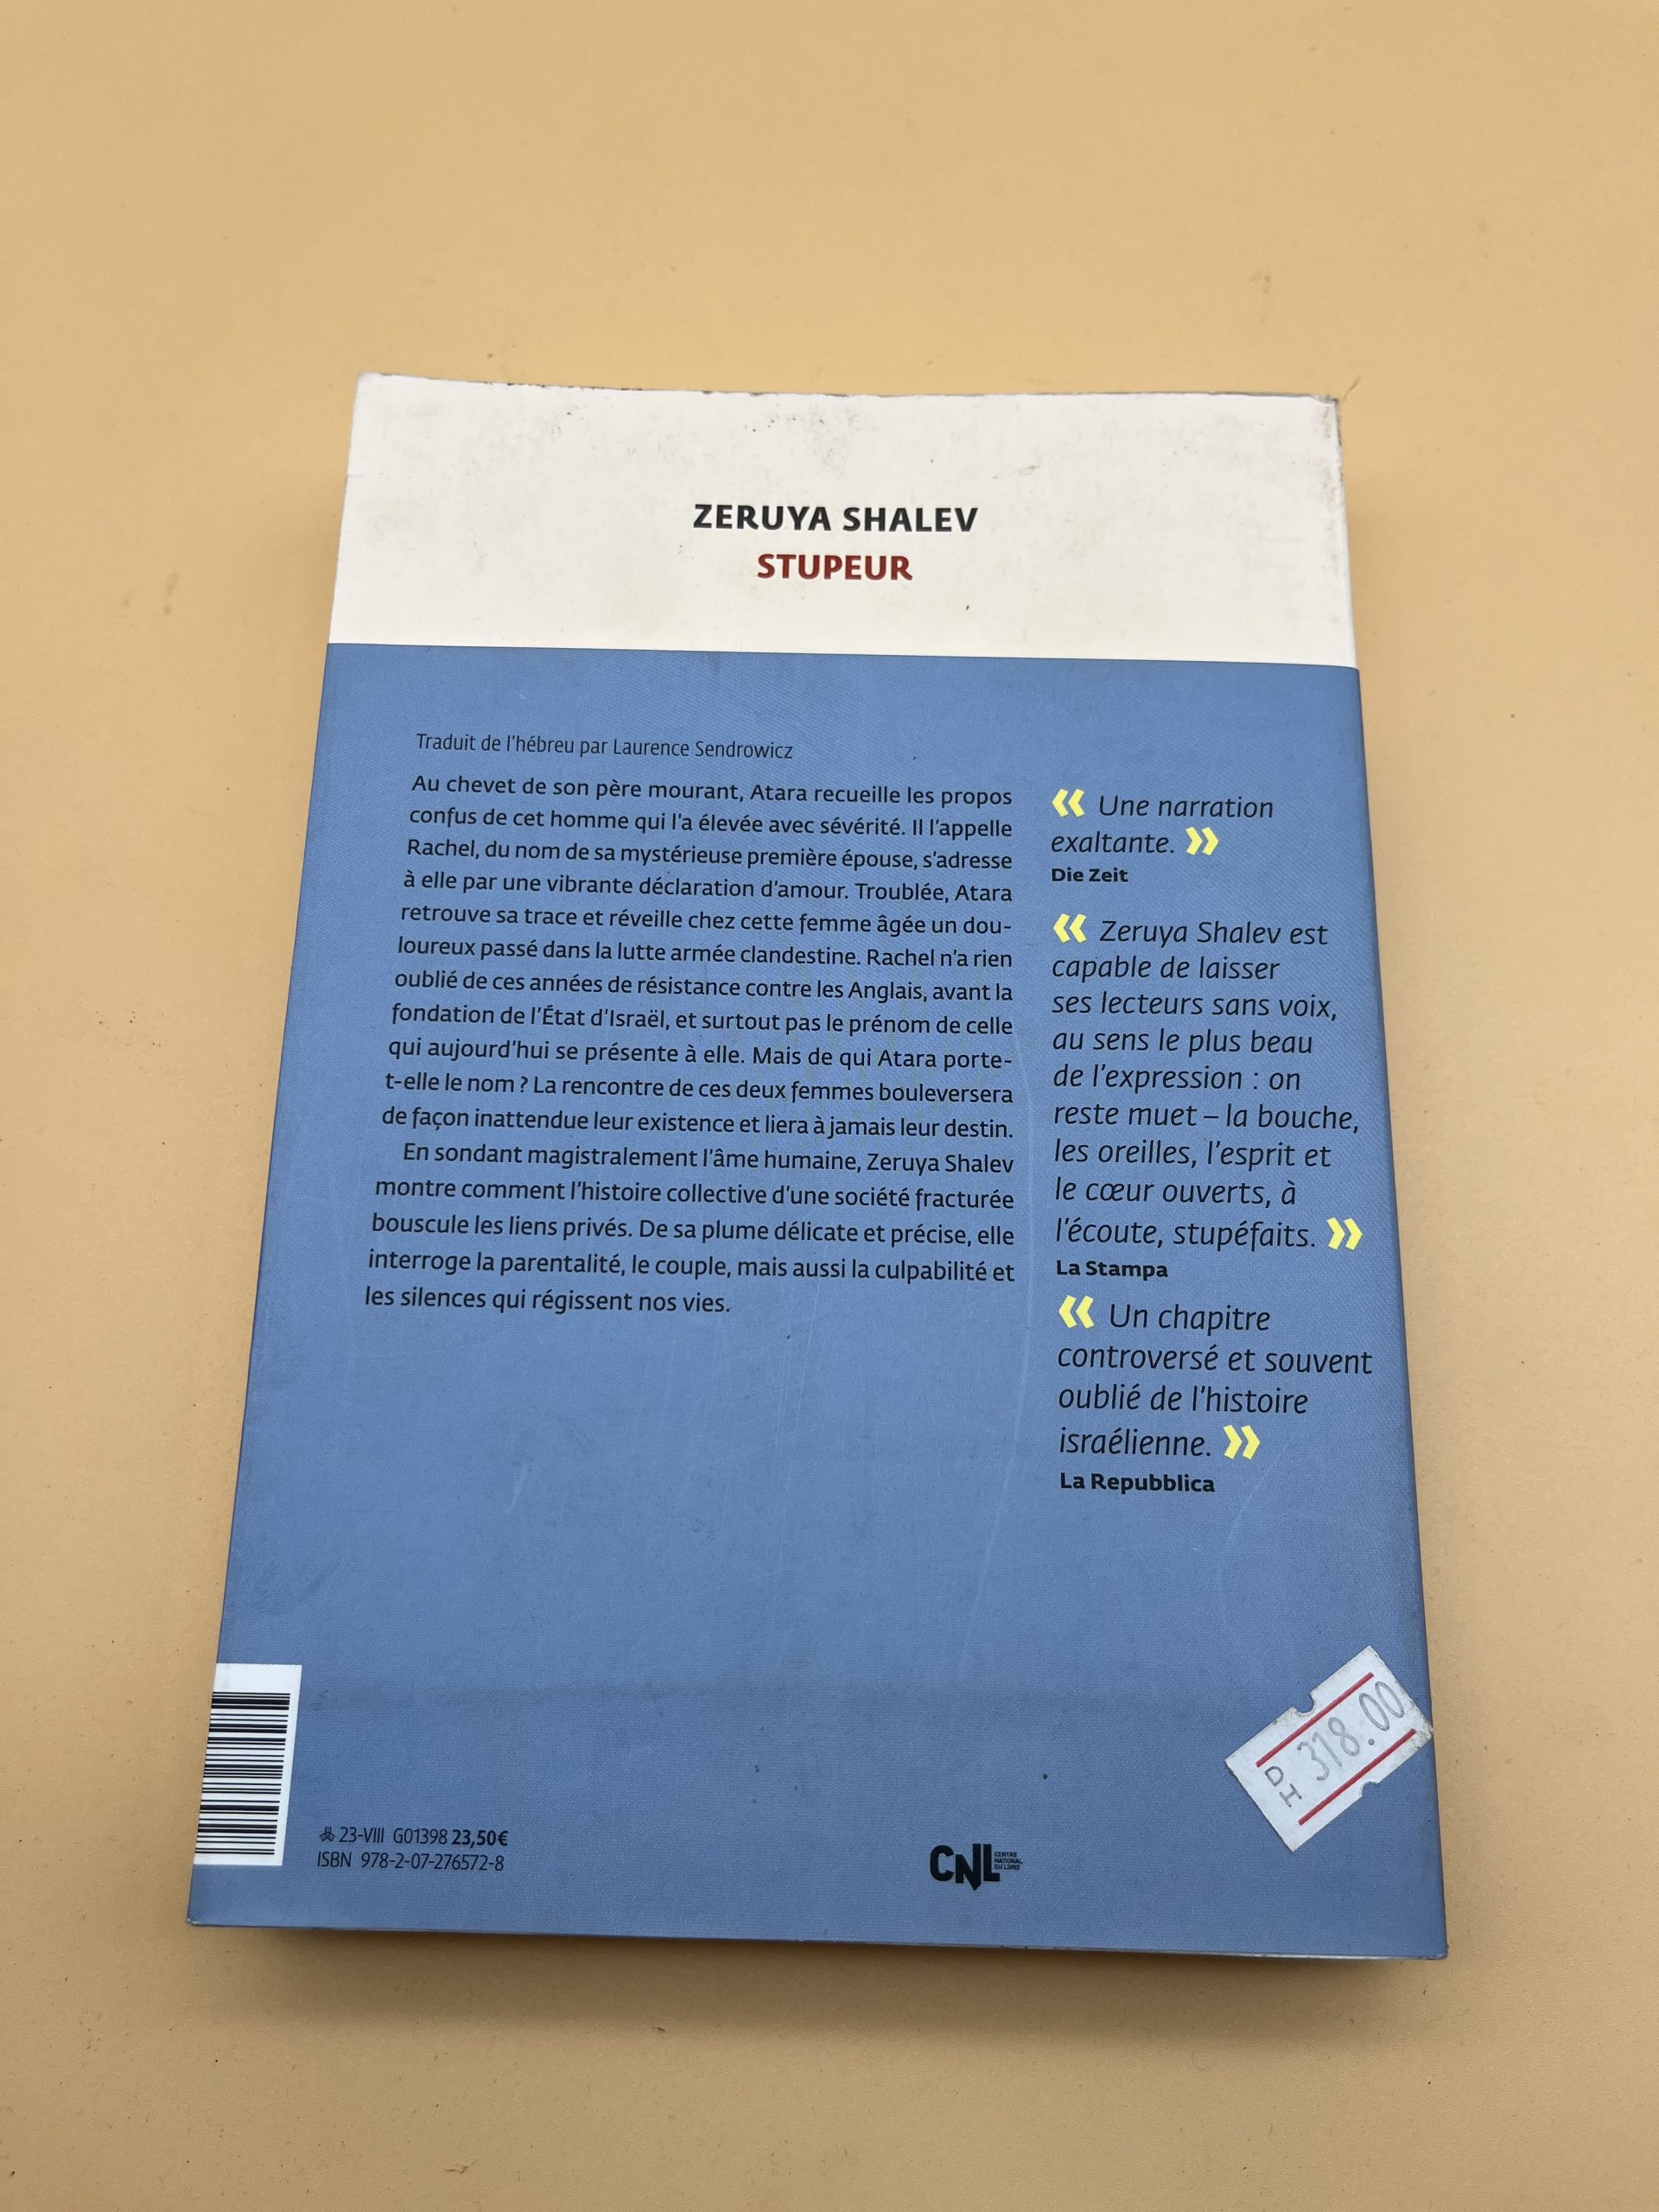 ZERUYA SHALEV
STUPEUR
Traduit de l'hébreu par Laurence Sendrowicz
Au chevet de son père mourant, Atara recueille les propos
confus de cet homme qui l'a élevée avec sévérité. Il l'appelle
Rachel, du nom de sa mystérieuse première épouse, s'adresse
à elle par une vibrante déclaration d'amour. Troublée, Atara
retrouve sa trace et réveille chez cette femme âgée un dou-
loureux passé dans la lutte armée clandestine. Rachel n'a rien
oublié de ces années de résistance contre les Anglais, avant la
fondation de l'État d'Israël, et surtout pas le prénom de celle
qui aujourd'hui se présente à elle. Mais de qui Atara porte-
t-elle le nom ? La rencontre de ces deux femmes bouleversera
de façon inattendue leur existence et liera à jamais leur destin.
En sondant magistralement l'âme humaine, Zeruya Shalev
montre comment l'histoire collective d'une société fracturée
bouscule les liens privés. De sa plume délicate et précise, elle
interroge la parentalité, le couple, mais aussi la culpabilité et
les silences qui régissent nos vies.
« Une narration
exaltante. »
Die Zeit
« Zeruya Shalev est
capable de laisser
ses lecteurs sans voix,
au sens le plus beau
de l'expression : on
reste muet – la bouche,
les oreilles, l'esprit et
le cœur ouverts, à
l'écoute, stupéfaits. »
La Stampa
« Un chapitre
controversé et souvent
oublié de l'histoire
israélienne. »
La Repubblica
23-VIII G01398 23,50€
ISBN 978-2-07-276572-8
CNL
CENTRE
NATIONAL
DU LIVRE
DH 318.00